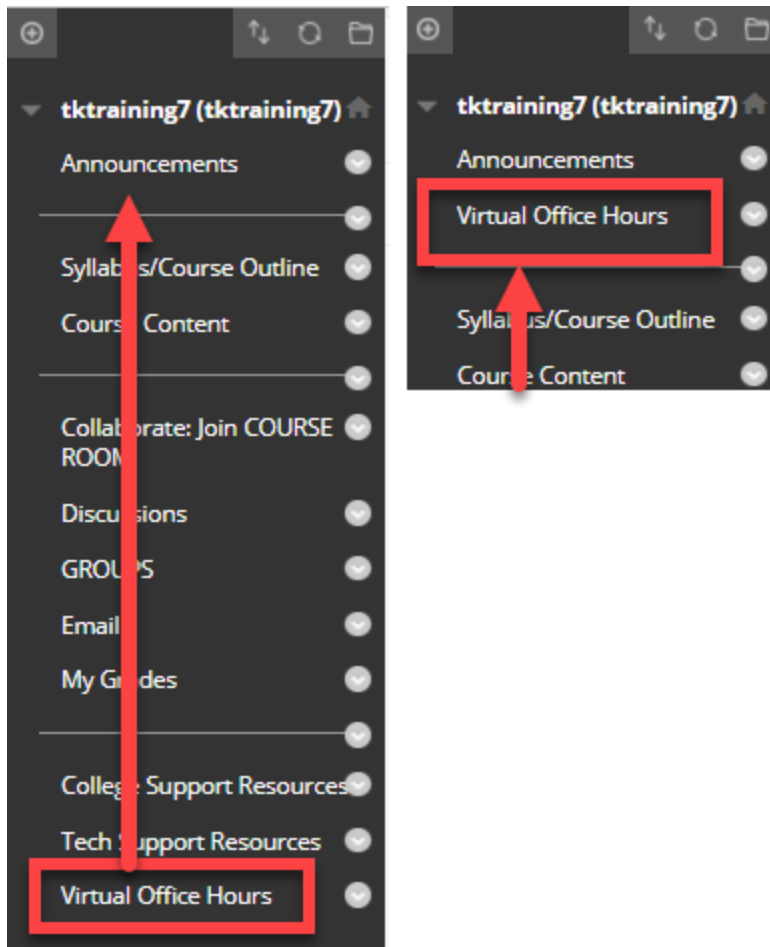 tktraining7 (tktraining7)
Announcements
Syllabus/Course Outline
Course Content
Collaborate: Join COURSE
ROOM
Discussions
GROUPS
Email
My Grades
College Support Resources
Tech Support Resources
Virtual Office Hours
tktraining7 (tktraining7)
Announcements
Virtual Office Hours
Syllabus/Course Outline
Course Content